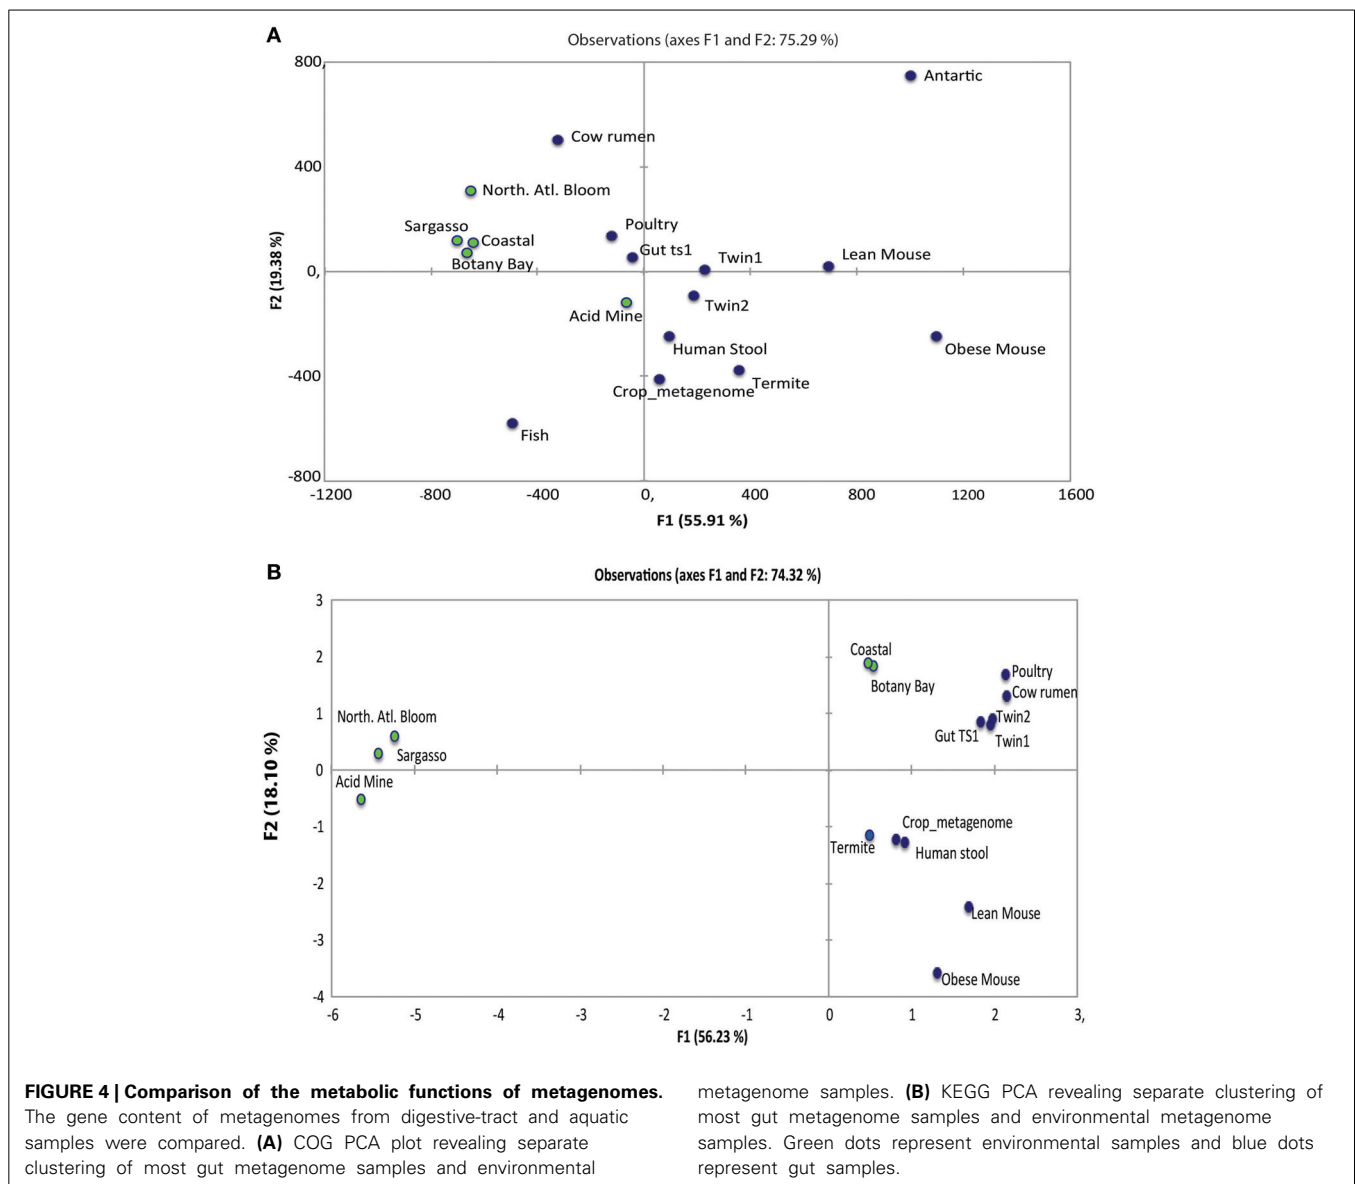 A
Observations (axes F1 and F2: 75.29 %)
800,
Antartic
Cow rumen
400
North. Atl. Bloom
Sargasso
Poultry
Coastal
Gut ts1
Botany Bay
Twin1
Lean Mouse
0,
F2 (19.38 %)
Acid Mine
Twin2
Human Stool
Obese Mouse
-400
Crop_metagenome
Termite
Fish
-800
-1200 -800 -400 0, 400 800 1200 1600
F1 (55.91 %)
B
Observations (axes F1 and F2: 74.32 %)
3
Coastal
2
Botany Bay
Poultry
Cow rumen
1
North. Atl. Bloom
Twin2
Gut TS1
Twin1
Sargasso
0
Acid Mine
F2 (18.10 %)
-1
Crop_metagenome
Termite
Human stool
-2
Lean Mouse
-3
Obese Mouse
-4
-6 -5 -4 -3 -2 -1 0 1 2 3,
F1 (56.23 %)
FIGURE 4 | Comparison of the metabolic functions of metagenomes.
The gene content of metagenomes from digestive-tract and aquatic
samples were compared. (A) COG PCA plot revealing separate
clustering of most gut metagenome samples and environmental
metagenome samples. (B) KEGG PCA revealing separate clustering of
most gut metagenome samples and environmental metagenome
samples. Green dots represent environmental samples and blue dots
represent gut samples.